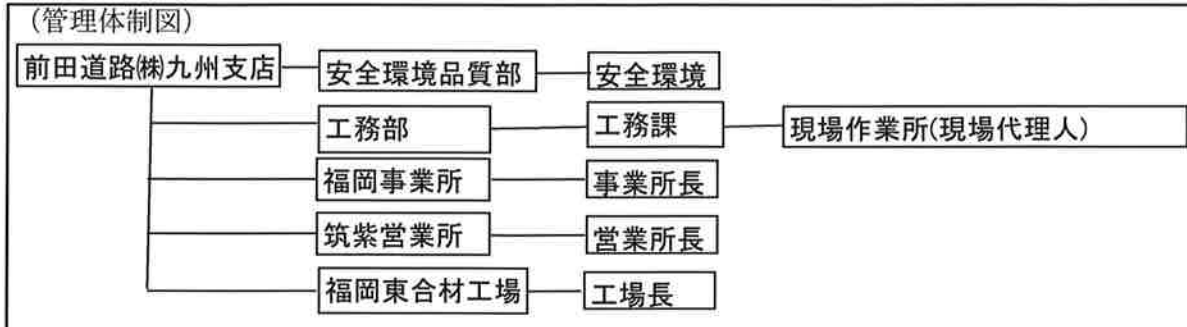 （管理体制図）
前田道路㈱九州支店 安全環境品質部 安全環境
工務部 工務課 現場作業所(現場代理人）
福岡事業所 事業所長
筑紫営業所 営業所長
福岡東合材工場 工場長